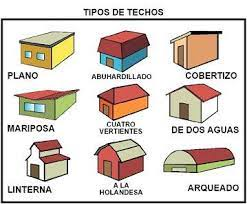 TIPOS DE TECHOS
PLANO
ABUHARDILLADO
COBERTIZO
MARIPOSA
CUATRO
VERTIENTES
DE DOS AGUAS
LINTERNA
A LA
HOLANDESA
ARQUEADO